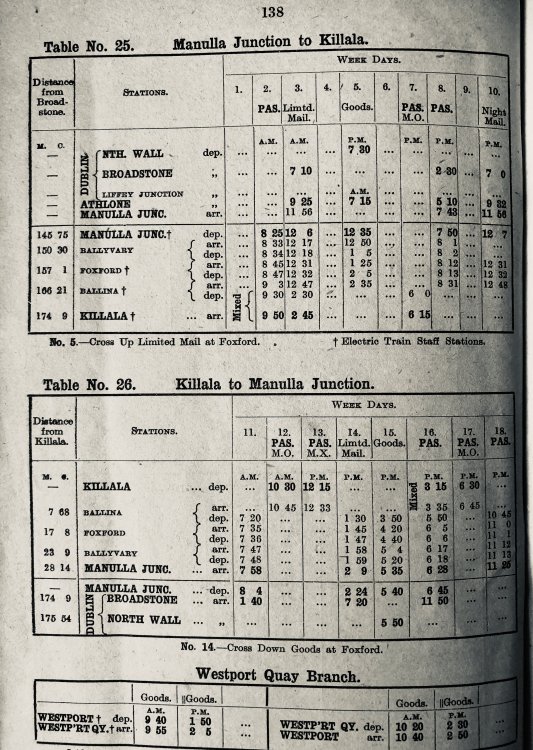 138
Table No. 25. Manulla Junction to Killala.
Distance from Broad-stone. STATIONS. WEEK DAYS.
1. 2. 3. 4. 5. 6. 7. 8. 9. 10.
PAS. Limtd. Mail. Goods. PAS. M.O. PAS. Night Mail.
M. C. A.M. A.M. P.M. P.M. P.M. P.M.
— DUBLIN NTH. WALL dep. ... ... ... ... 7 30 ... ... ... ... ...
— BROADSTONE „ ... ... 7 10 ... ... ... ... 2 30 ... 7 0
— LIFFEY JUNCTION „ ... ... ... ... A.M. ... ... ... ... ...
— ATHLONE „ ... ... 9 25 ... 7 15 ... ... 5 10 ... 9 32
— MANULLA JUNC. arr. ... ... 11 56 ... ... ... ... 7 43 ... 11 56
145 75 MANULLA JUNC.† dep. ... 8 25 12 6 ... 12 35 ... ... 7 50 ... 12 7
150 30 BALLYVARY arr. ... 8 33 12 17 ... 12 50 ... ... 8 1 ... ...
dep. ... 8 34 12 18 ... 1 5 ... ... 8 2 ... ...
157 1 FOXFORD † arr. ... 8 45 12 31 ... 1 25 ... ... 8 12 ... 12 31
dep. ... 8 47 12 32 ... 2 5 ... ... 8 13 ... 12 32
166 21 BALLINA † arr. ... 9 3 12 47 ... 2 35 ... ... 8 31 ... 12 48
dep. Mixed 9 30 2 30 ... ... ... 6 0 ... ... ...
174 9 KILLALA † ... arr. 9 50 2 45 ... ... ... 6 15 ... ... ...
No. 5.—Cross Up Limited Mail at Foxford. † Electric Train Staff Stations.
Table No. 26. Killala to Manulla Junction.
Distance from Killala. STATIONS. WEEK DAYS.
11. 12. 13. 14. 15. 16. 17. 18.
PAS. M.O. PAS. M.X. Limtd. Mail. Goods. PAS. PAS. M.O. PAS.
M. C. A.M. A.M. P.M. P.M. P.M. P.M. P.M. P.M.
— KILLALA ... dep. ... 10 30 12 15 ... ... Mixed 3 15 6 30 ...
7 68 BALLINA arr. ... 10 45 12 33 ... ... 3 35 6 45 ...
dep. 7 20 ... ... 1 30 3 50 5 50 ... 10 45
17 8 FOXFORD arr. 7 35 ... ... 1 45 4 20 6 5 ... 11 0
dep. 7 36 ... ... 1 47 4 40 6 6 ... 11 1
23 9 BALLYVARY arr. 7 47 ... ... 1 58 5 4 6 17 ... 11 12
dep. 7 48 ... ... 1 59 5 20 6 18 ... 11 13
28 14 MANULLA JUNC. ... arr. 7 58 ... ... 2 9 5 35 6 28 ... 11 25
— MANULLA JUNC. ... dep. 8 4 ... ... 2 24 5 40 6 45 ... ...
174 9 DUBLIN BROADSTONE ... arr. 1 40 ... ... 7 20 ... 11 50 ... ...
175 54 NORTH WALL ... „ ... ... ... ... 5 50 ... ... ...
No. 14.—Cross Down Goods at Foxford.
Westport Quay Branch.
Goods. ||Goods. Goods. ||Goods.
A.M. P.M. A.M. P.M.
WESTPORT † dep. 9 40 1 50 ... WESTP'RT QY. dep. 10 20 2 30 ...
WESTP'RT QY.† arr. 9 55 2 5 ... WESTPORT arr. 10 40 2 50 ...